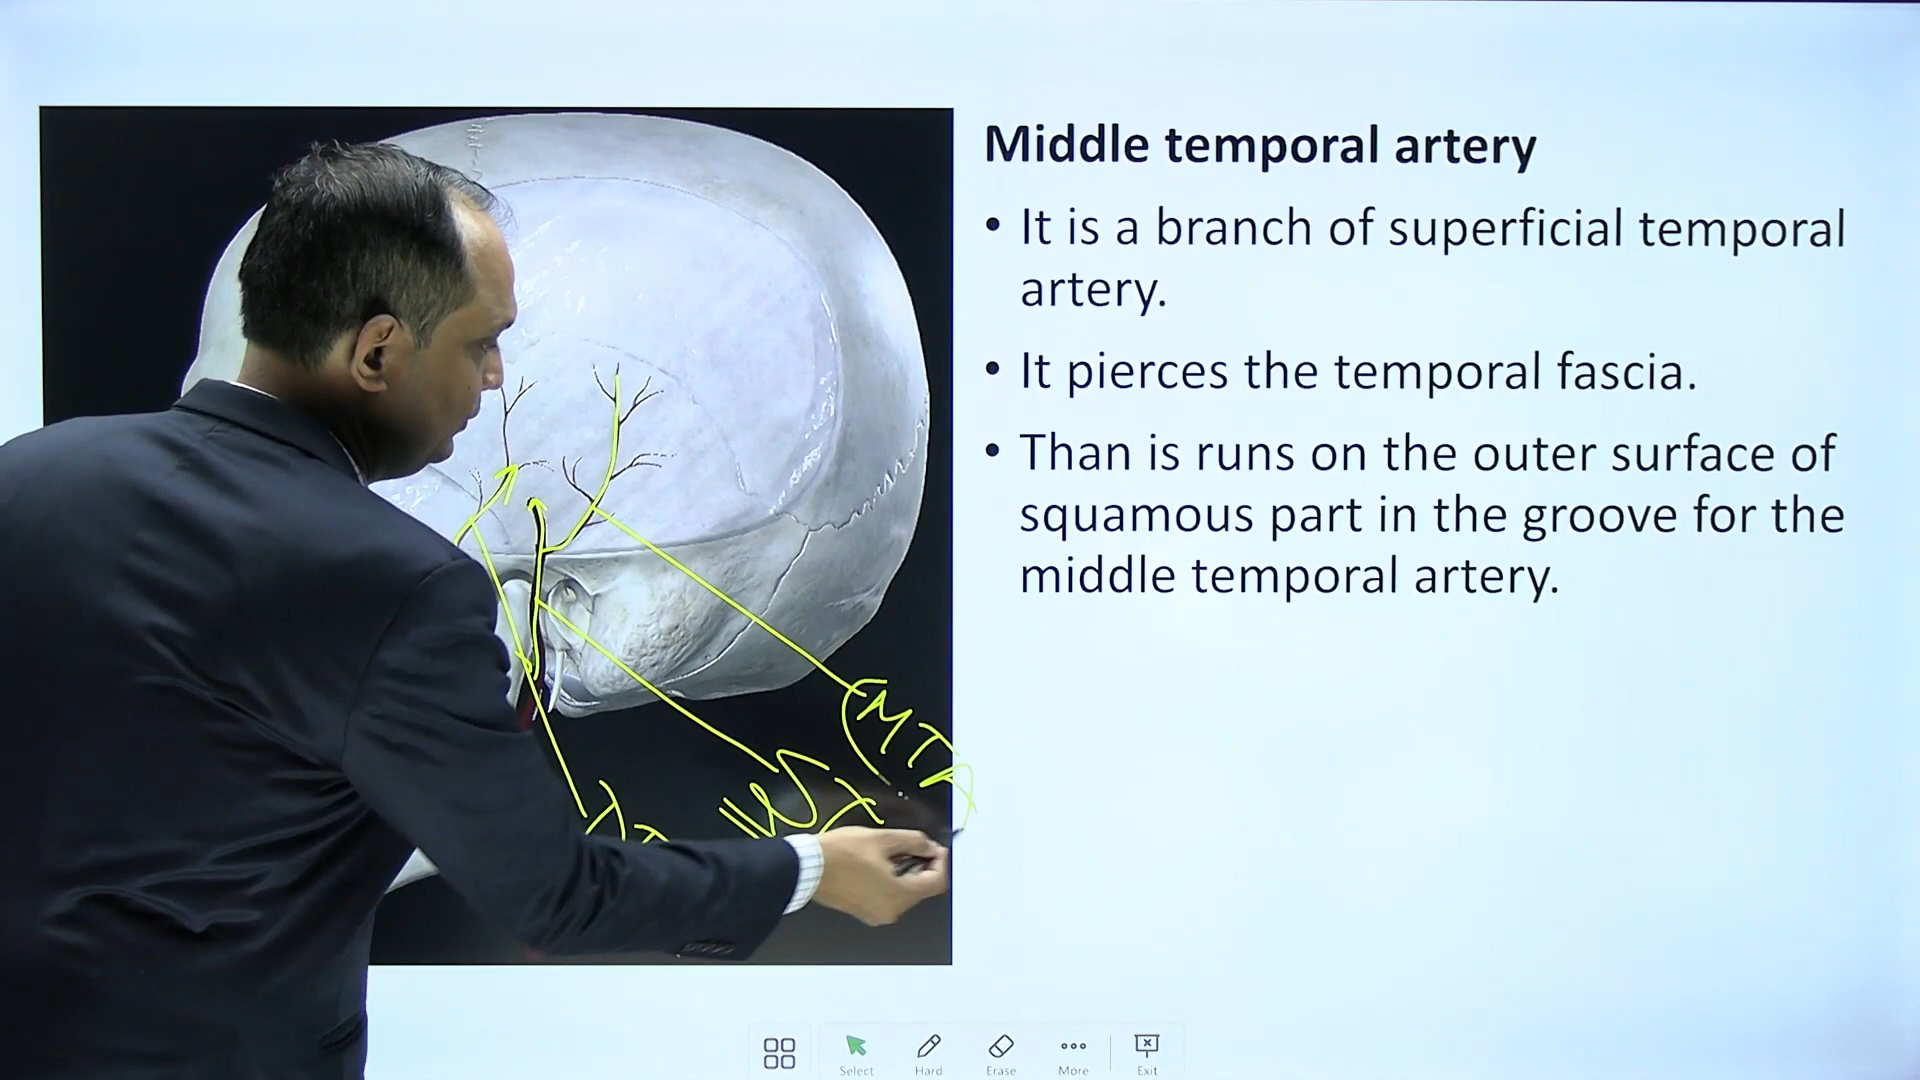 Middle temporal artery
• It is a branch of superficial temporal
artery.
• It pierces the temporal fascia.
• Than is runs on the outer surface of
squamous part in the groove for the
middle temporal artery.
MTA
Select
Hard
Erase
More
Exit